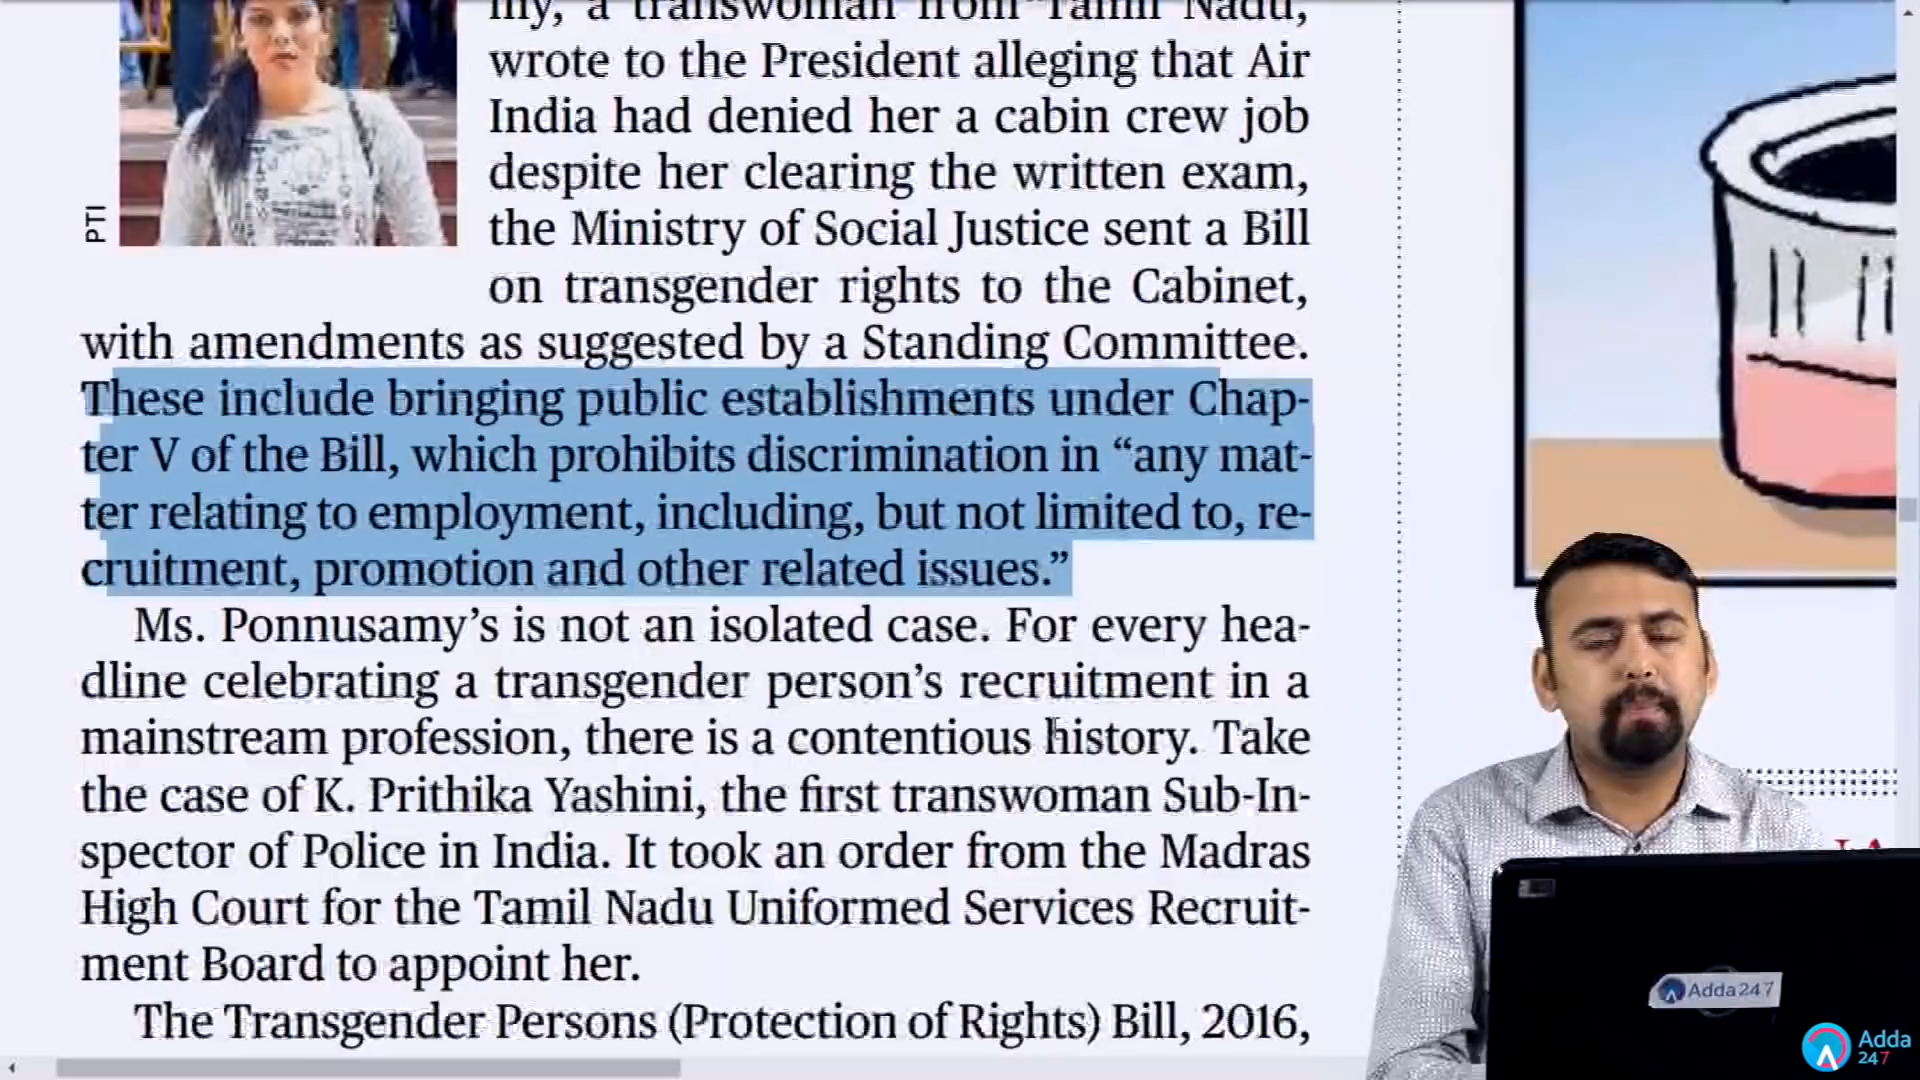 my, a transwoman from Tamil Nadu,
wrote to the President alleging that Air
India had denied her a cabin crew job
despite her clearing the written exam,
the Ministry of Social Justice sent a Bill
on transgender rights to the Cabinet,
with amendments as suggested by a Standing Committee.
These include bringing public establishments under Chap-
ter V of the Bill, which prohibits discrimination in “any mat-
ter relating to employment, including, but not limited to, re-
cruitment, promotion and other related issues.”
Ms. Ponnusamy’s is not an isolated case. For every hea-
dline celebrating a transgender person’s recruitment in a
mainstream profession, there is a contentious history. Take
the case of K. Prithika Yashini, the first transwoman Sub-In-
spector of Police in India. It took an order from the Madras
High Court for the Tamil Nadu Uniformed Services Recruit-
ment Board to appoint her.
The Transgender Persons (Protection of Rights) Bill, 2016,
PTI
Adda247
Adda
247